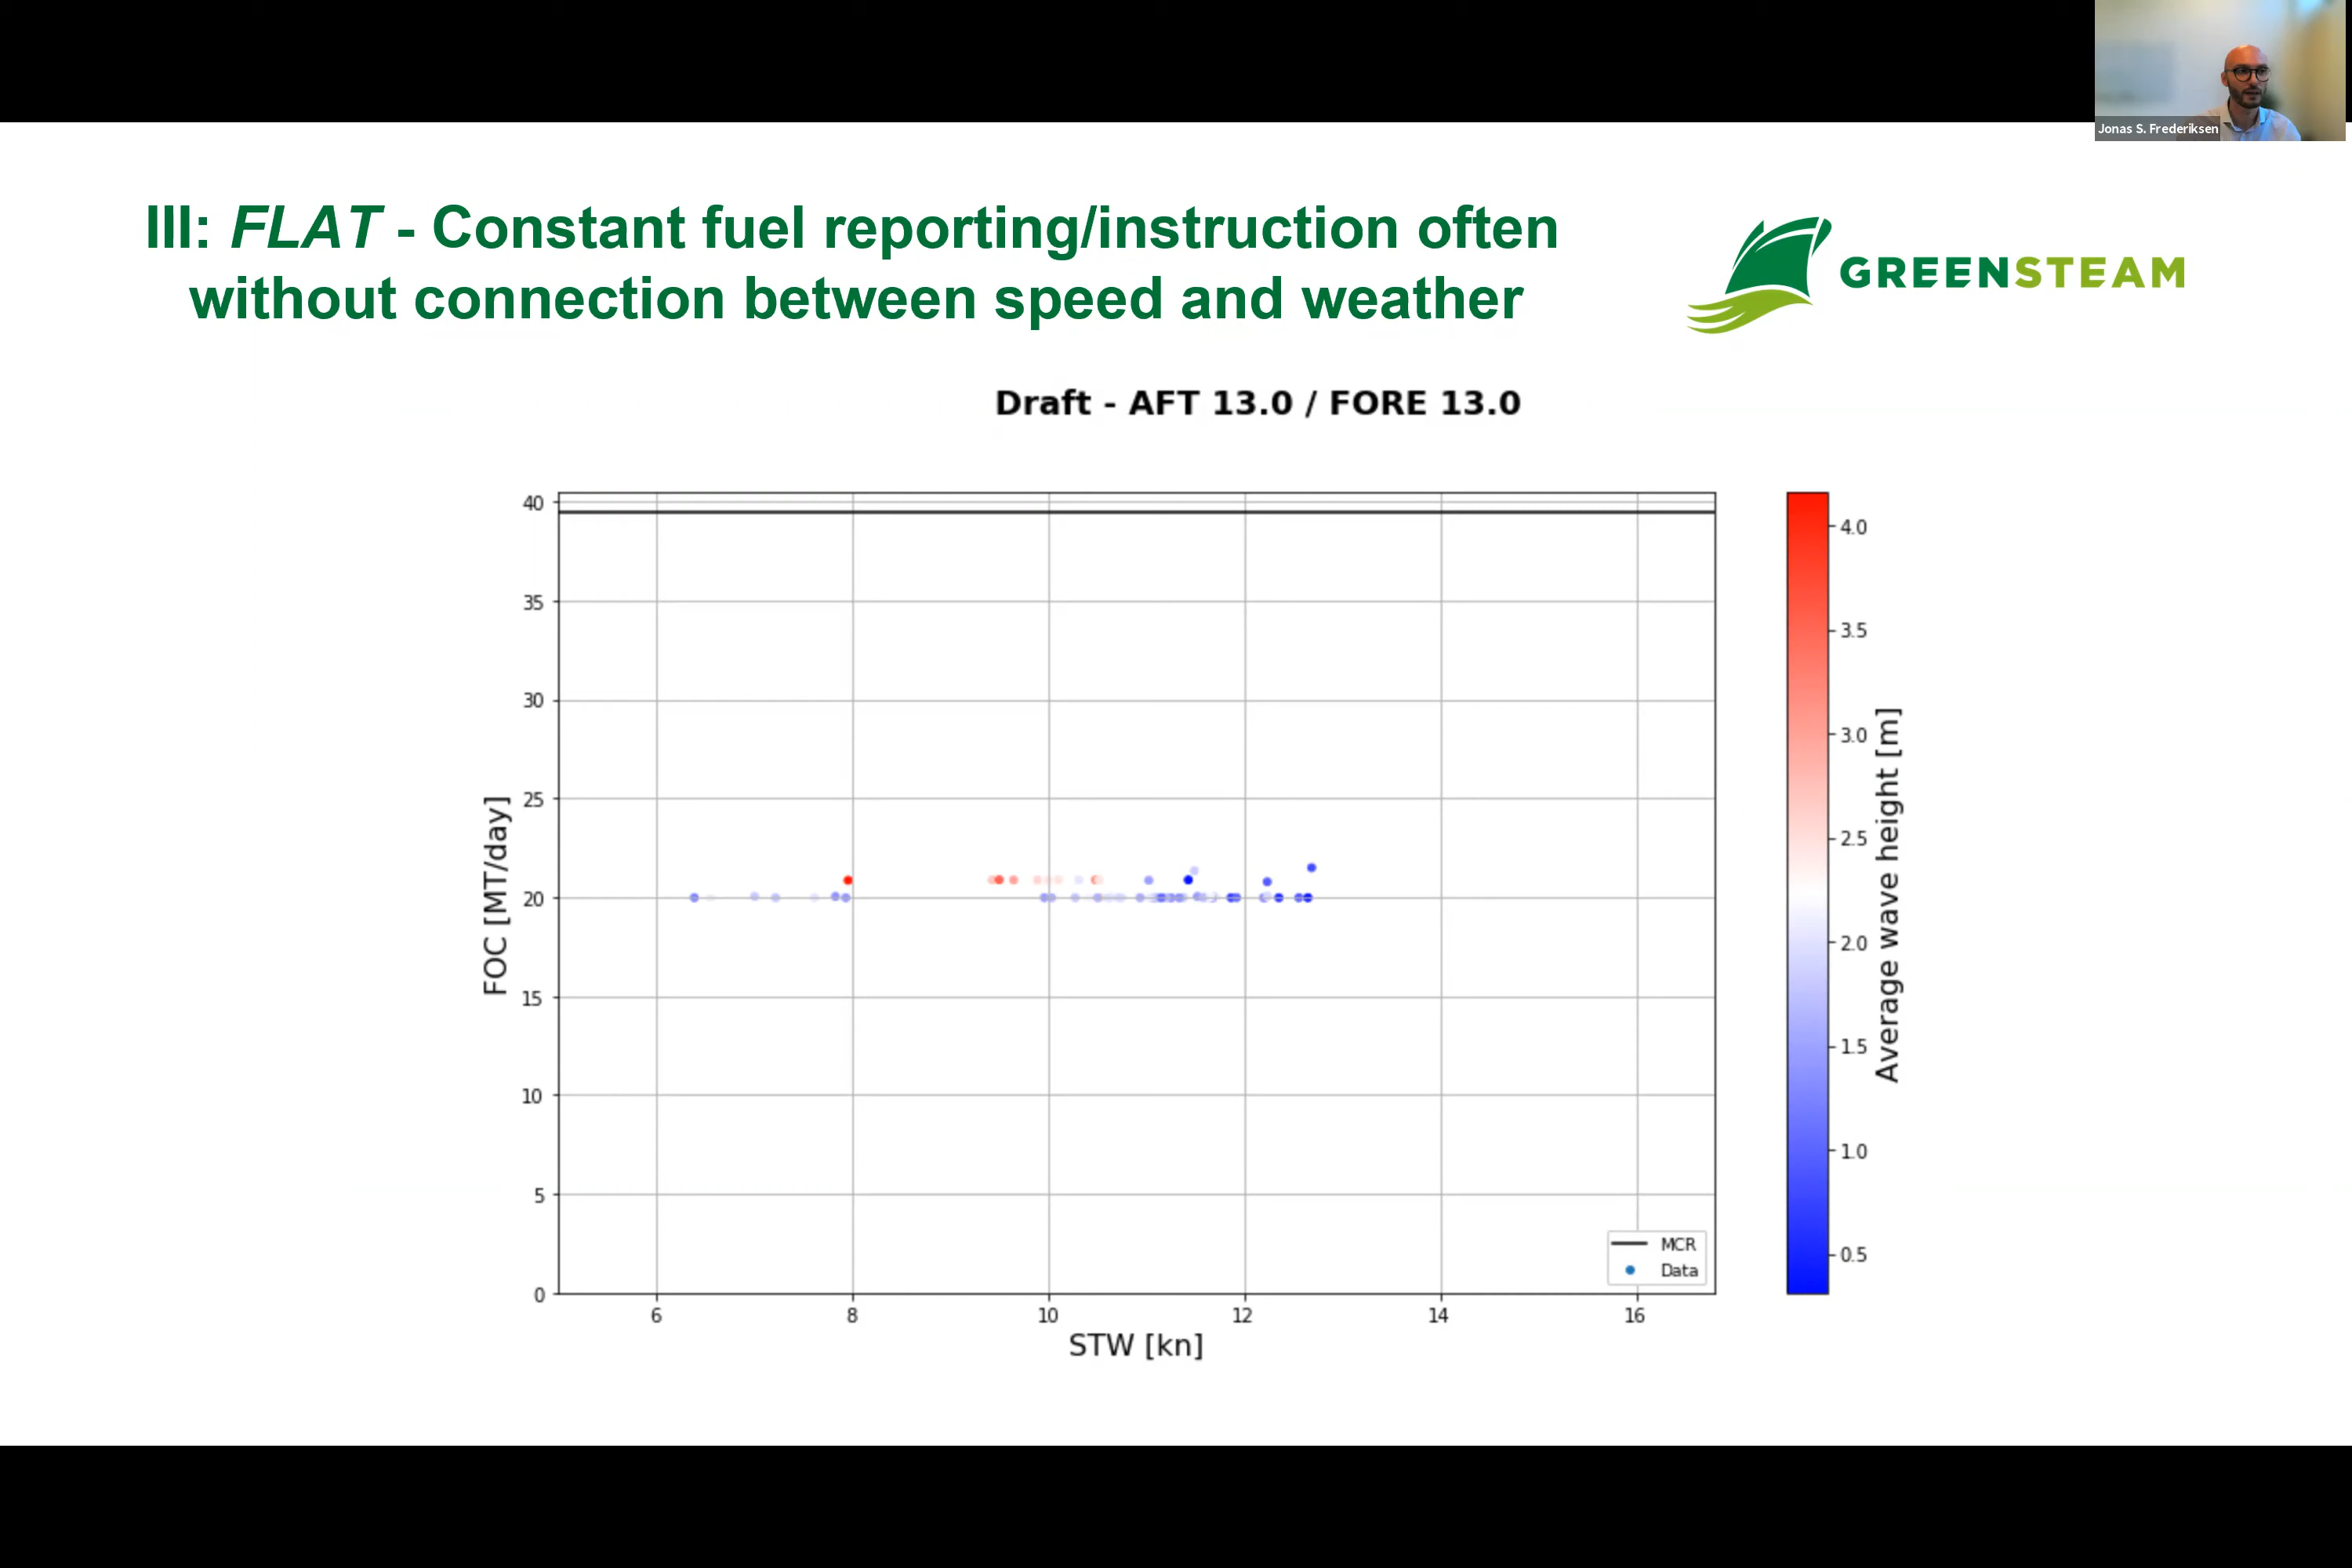 Jonas S. Frederiksen
III: FLAT - Constant fuel reporting/instruction often
without connection between speed and weather
GREENSTEAM
Draft - AFT 13.0 / FORE 13.0
40
35
30
25
20
15
10
5
0
FOC [MT/day]
6 8 10 12 14 16
STW [kn]
MCR
Data
4.0
3.5
3.0
2.5
2.0
1.5
1.0
0.5
Average wave height [m]